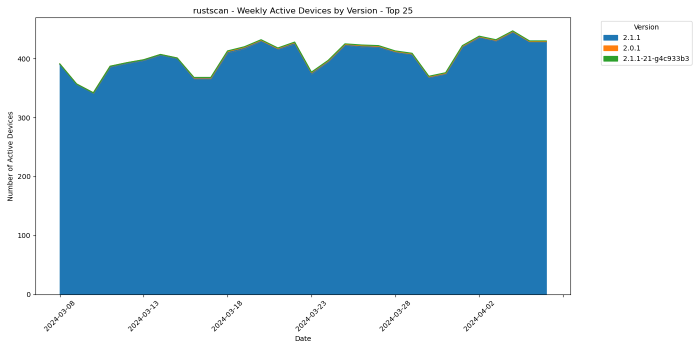 rustscan - Weekly Active Devices by Version - Top 25
Number of Active Devices
400
300
200
100
0
2024-03-08
2024-03-13
2024-03-18
2024-03-23
2024-03-28
2024-04-02
Date
Version
2.1.1
2.0.1
2.1.1-21-g4c933b3